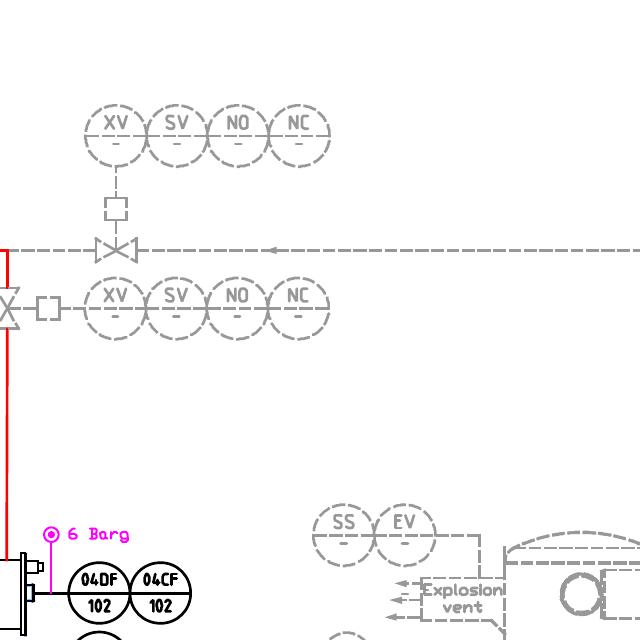 XV SV NO NC
- - - -
XV SV NO NC
- - - -
SS EV
- -
6 Barg
04DF 04CF
102 102
Explosion
vent